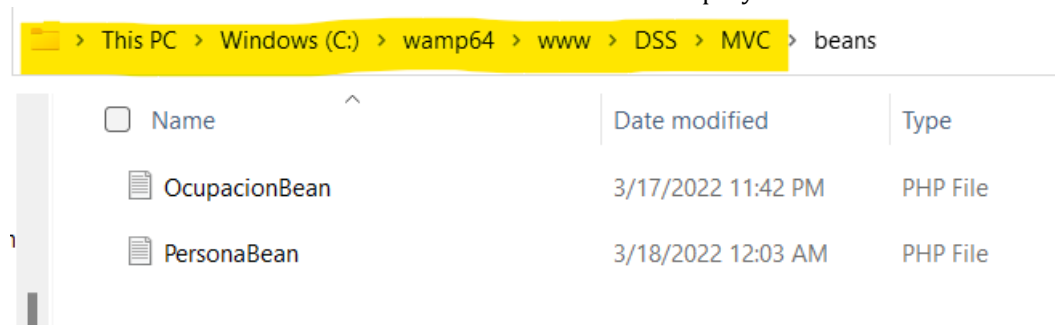 This PC > Windows (C:) > wamp64 > www > DSS > MVC > beans
Name Date modified Type
OcupacionBean 3/17/2022 11:42 PM PHP File
PersonaBean 3/18/2022 12:03 AM PHP File